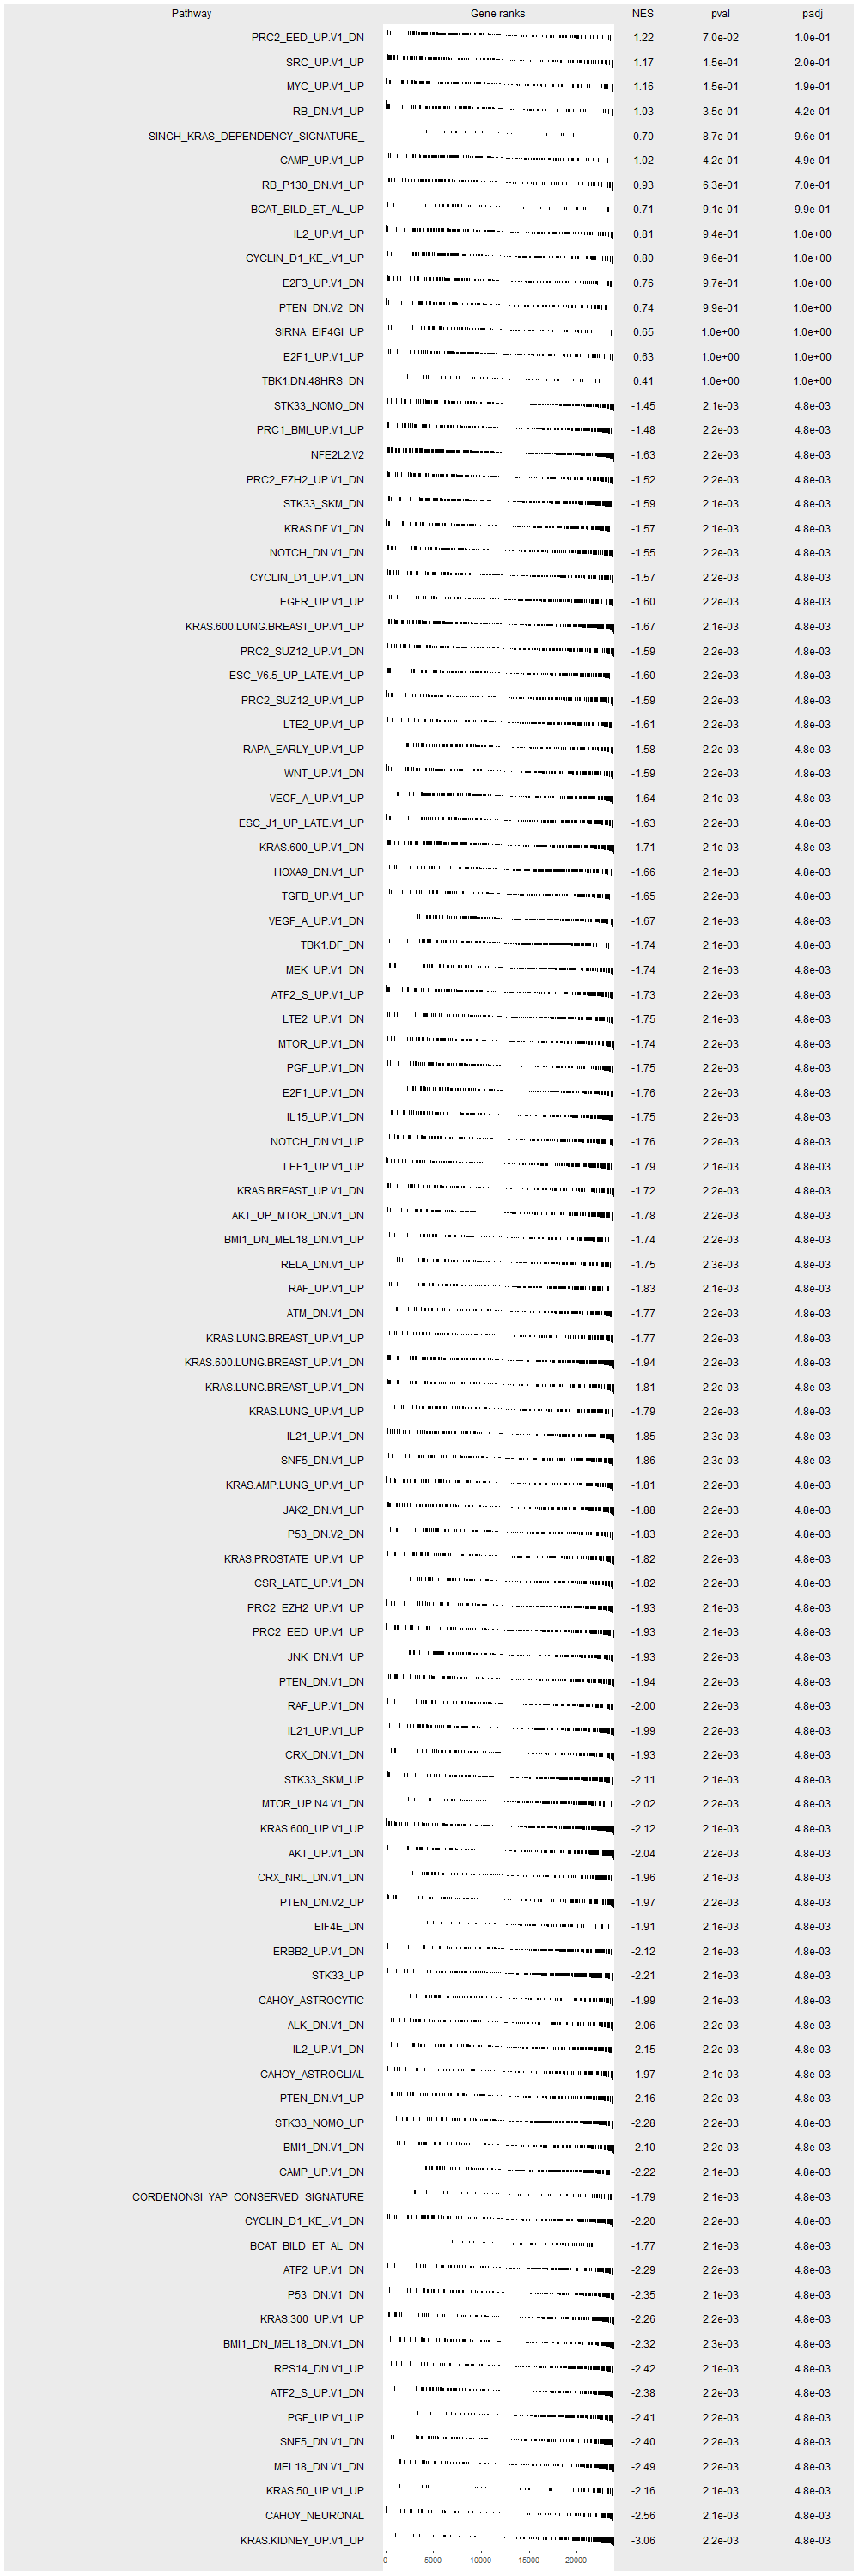 Pathway Gene ranks NES pval padj
PRC2_EED_UP.V1_DN 1.22 7.0e-02 1.0e-01
SRC_UP.V1_UP 1.17 1.5e-01 2.0e-01
MYC_UP.V1_UP 1.16 1.5e-01 1.9e-01
RB_DN.V1_UP 1.03 3.5e-01 4.2e-01
SINGH_KRAS_DEPENDENCY_SIGNATURE_ 0.70 8.7e-01 9.6e-01
CAMP_UP.V1_UP 1.02 4.2e-01 4.9e-01
RB_P130_DN.V1_UP 0.93 6.3e-01 7.0e-01
BCAT_BILD_ET_AL_UP 0.71 9.1e-01 9.9e-01
IL2_UP.V1_UP 0.81 9.4e-01 1.0e+00
CYCLIN_D1_KE_.V1_UP 0.80 9.6e-01 1.0e+00
E2F3_UP.V1_DN 0.76 9.7e-01 1.0e+00
PTEN_DN.V2_DN 0.74 9.9e-01 1.0e+00
SIRNA_EIF4GI_UP 0.65 1.0e+00 1.0e+00
E2F1_UP.V1_UP 0.63 1.0e+00 1.0e+00
TBK1.DN.48HRS_DN 0.41 1.0e+00 1.0e+00
STK33_NOMO_DN -1.45 2.1e-03 4.8e-03
PRC1_BMI_UP.V1_UP -1.48 2.2e-03 4.8e-03
NFE2L2.V2 -1.63 2.2e-03 4.8e-03
PRC2_EZH2_UP.V1_DN -1.52 2.2e-03 4.8e-03
STK33_SKM_DN -1.59 2.1e-03 4.8e-03
KRAS.DF.V1_DN -1.57 2.1e-03 4.8e-03
NOTCH_DN.V1_DN -1.55 2.2e-03 4.8e-03
CYCLIN_D1_UP.V1_DN -1.57 2.2e-03 4.8e-03
EGFR_UP.V1_UP -1.60 2.2e-03 4.8e-03
KRAS.600.LUNG.BREAST_UP.V1_UP -1.67 2.1e-03 4.8e-03
PRC2_SUZ12_UP.V1_DN -1.59 2.2e-03 4.8e-03
ESC_V6.5_UP_LATE.V1_UP -1.60 2.2e-03 4.8e-03
PRC2_SUZ12_UP.V1_UP -1.59 2.2e-03 4.8e-03
LTE2_UP.V1_UP -1.61 2.2e-03 4.8e-03
RAPA_EARLY_UP.V1_UP -1.58 2.2e-03 4.8e-03
WNT_UP.V1_DN -1.59 2.2e-03 4.8e-03
VEGF_A_UP.V1_UP -1.64 2.1e-03 4.8e-03
ESC_J1_UP_LATE.V1_UP -1.63 2.2e-03 4.8e-03
KRAS.600_UP.V1_DN -1.71 2.1e-03 4.8e-03
HOXA9_DN.V1_UP -1.66 2.1e-03 4.8e-03
TGFB_UP.V1_UP -1.65 2.2e-03 4.8e-03
VEGF_A_UP.V1_DN -1.67 2.1e-03 4.8e-03
TBK1.DF_DN -1.74 2.1e-03 4.8e-03
MEK_UP.V1_DN -1.74 2.1e-03 4.8e-03
ATF2_S_UP.V1_UP -1.73 2.2e-03 4.8e-03
LTE2_UP.V1_DN -1.75 2.1e-03 4.8e-03
MTOR_UP.V1_DN -1.74 2.2e-03 4.8e-03
PGF_UP.V1_DN -1.75 2.2e-03 4.8e-03
E2F1_UP.V1_DN -1.76 2.2e-03 4.8e-03
IL15_UP.V1_DN -1.75 2.2e-03 4.8e-03
NOTCH_DN.V1_UP -1.76 2.2e-03 4.8e-03
LEF1_UP.V1_UP -1.79 2.1e-03 4.8e-03
KRAS.BREAST_UP.V1_DN -1.72 2.2e-03 4.8e-03
AKT_UP_MTOR_DN.V1_DN -1.78 2.2e-03 4.8e-03
BMI1_DN_MEL18_DN.V1_UP -1.74 2.2e-03 4.8e-03
RELA_DN.V1_UP -1.75 2.3e-03 4.8e-03
RAF_UP.V1_UP -1.83 2.1e-03 4.8e-03
ATM_DN.V1_DN -1.77 2.2e-03 4.8e-03
KRAS.LUNG.BREAST_UP.V1_UP -1.77 2.2e-03 4.8e-03
KRAS.600.LUNG.BREAST_UP.V1_DN -1.94 2.2e-03 4.8e-03
KRAS.LUNG.BREAST_UP.V1_DN -1.81 2.2e-03 4.8e-03
KRAS.LUNG_UP.V1_UP -1.79 2.2e-03 4.8e-03
IL21_UP.V1_DN -1.85 2.3e-03 4.8e-03
SNF5_DN.V1_UP -1.86 2.3e-03 4.8e-03
KRAS.AMP.LUNG_UP.V1_UP -1.81 2.2e-03 4.8e-03
JAK2_DN.V1_UP -1.88 2.2e-03 4.8e-03
P53_DN.V2_DN -1.83 2.2e-03 4.8e-03
KRAS.PROSTATE_UP.V1_UP -1.82 2.2e-03 4.8e-03
CSR_LATE_UP.V1_DN -1.82 2.2e-03 4.8e-03
PRC2_EZH2_UP.V1_UP -1.93 2.1e-03 4.8e-03
PRC2_EED_UP.V1_UP -1.93 2.1e-03 4.8e-03
JNK_DN.V1_UP -1.93 2.2e-03 4.8e-03
PTEN_DN.V1_DN -1.94 2.2e-03 4.8e-03
RAF_UP.V1_DN -2.00 2.2e-03 4.8e-03
IL21_UP.V1_UP -1.99 2.2e-03 4.8e-03
CRX_DN.V1_DN -1.93 2.2e-03 4.8e-03
STK33_SKM_UP -2.11 2.1e-03 4.8e-03
MTOR_UP.N4.V1_DN -2.02 2.2e-03 4.8e-03
KRAS.600_UP.V1_UP -2.12 2.1e-03 4.8e-03
AKT_UP.V1_DN -2.04 2.2e-03 4.8e-03
CRX_NRL_DN.V1_DN -1.96 2.1e-03 4.8e-03
PTEN_DN.V2_UP -1.97 2.2e-03 4.8e-03
EIF4E_DN -1.91 2.1e-03 4.8e-03
ERBB2_UP.V1_DN -2.12 2.1e-03 4.8e-03
STK33_UP -2.21 2.1e-03 4.8e-03
CAHOY_ASTROCYTIC -1.99 2.1e-03 4.8e-03
ALK_DN.V1_DN -2.06 2.2e-03 4.8e-03
IL2_UP.V1_DN -2.15 2.2e-03 4.8e-03
CAHOY_ASTROGLIAL -1.97 2.1e-03 4.8e-03
PTEN_DN.V1_UP -2.16 2.2e-03 4.8e-03
STK33_NOMO_UP -2.28 2.2e-03 4.8e-03
BMI1_DN.V1_DN -2.10 2.2e-03 4.8e-03
CAMP_UP.V1_DN -2.22 2.1e-03 4.8e-03
CORDENONSI_YAP_CONSERVED_SIGNATURE -1.79 2.1e-03 4.8e-03
CYCLIN_D1_KE_.V1_DN -2.20 2.2e-03 4.8e-03
BCAT_BILD_ET_AL_DN -1.77 2.1e-03 4.8e-03
ATF2_UP.V1_DN -2.29 2.2e-03 4.8e-03
P53_DN.V1_DN -2.35 2.1e-03 4.8e-03
KRAS.300_UP.V1_UP -2.26 2.2e-03 4.8e-03
BMI1_DN_MEL18_DN.V1_DN -2.32 2.3e-03 4.8e-03
RPS14_DN.V1_UP -2.42 2.1e-03 4.8e-03
ATF2_S_UP.V1_DN -2.38 2.2e-03 4.8e-03
PGF_UP.V1_UP -2.41 2.2e-03 4.8e-03
SNF5_DN.V1_DN -2.40 2.2e-03 4.8e-03
MEL18_DN.V1_DN -2.49 2.2e-03 4.8e-03
KRAS.50_UP.V1_UP -2.16 2.1e-03 4.8e-03
CAHOY_NEURONAL -2.56 2.1e-03 4.8e-03
KRAS.KIDNEY_UP.V1_UP -3.06 2.2e-03 4.8e-03
0 5000 10000 15000 20000